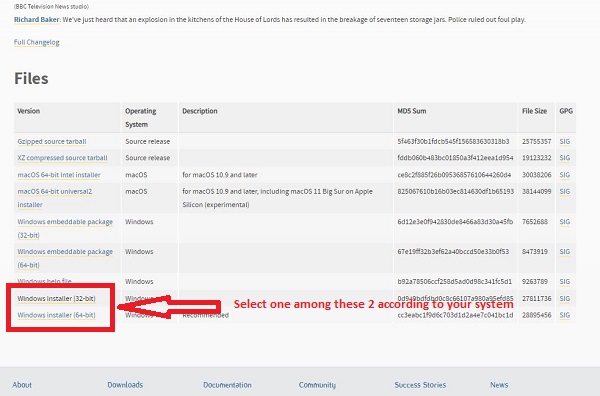 (BBC Television News studio)
Richard Baker: We've just heard that an explosion in the kitchens of the House of Lords has resulted in the breakage of seventeen storage jars. Police ruled out foul play.
Full Changelog
Files
Version Operating System Description MD5 Sum File Size GPG
Gzipped source tarball Source release 5f463f30b1fdcb545f156583630318b3 25755357 SIG
XZ compressed source tarball Source release fddb060b483bc01850a3f412eea1d954 19123232 SIG
macOS 64-bit Intel installer macOS for macOS 10.9 and later ce8c2f885f26b09536857610644260d4 30038206 SIG
macOS 64-bit universal2 installer macOS for macOS 10.9 and later, including macOS 11 Big Sur on Apple Silicon (experimental) 825067610b16b03ec814630df1b65193 38144099 SIG
Windows embeddable package (32-bit) Windows 6d12e3e0f942830de8466a83d30a45fb 7652688 SIG
Windows embeddable package (64-bit) Windows 67e19ff32b3ef62a40bccd50e33b0f53 8473919 SIG
Windows help file Windows b92a78506ccf258d5ad0d98c341fc5d1 9263789 SIG
Windows installer (32-bit) 0d949bdfdbd0c8c66107a980a95efd85 27811736 SIG
Select one among these 2 according to your system
Windows installer (64-bit) Windows Recommended cc3eabc1f9d6c703d1d2a4e7c041bc1d 28895456 SIG
About Downloads Documentation Community Success Stories News